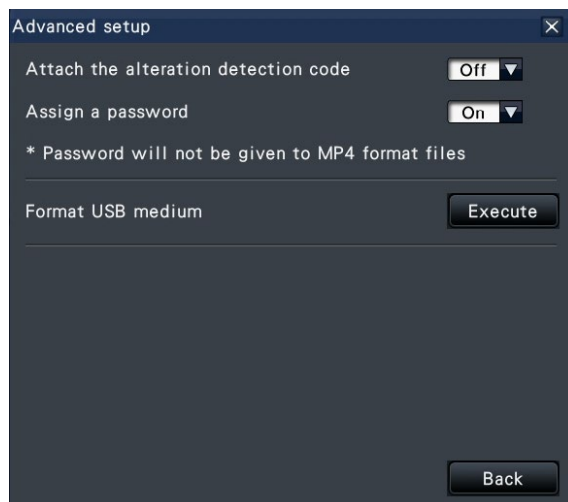 Advanced setup
Attach the alteration detection code Off
Assign a password On
* Password will not be given to MP4 format files
Format USB medium Execute
Back